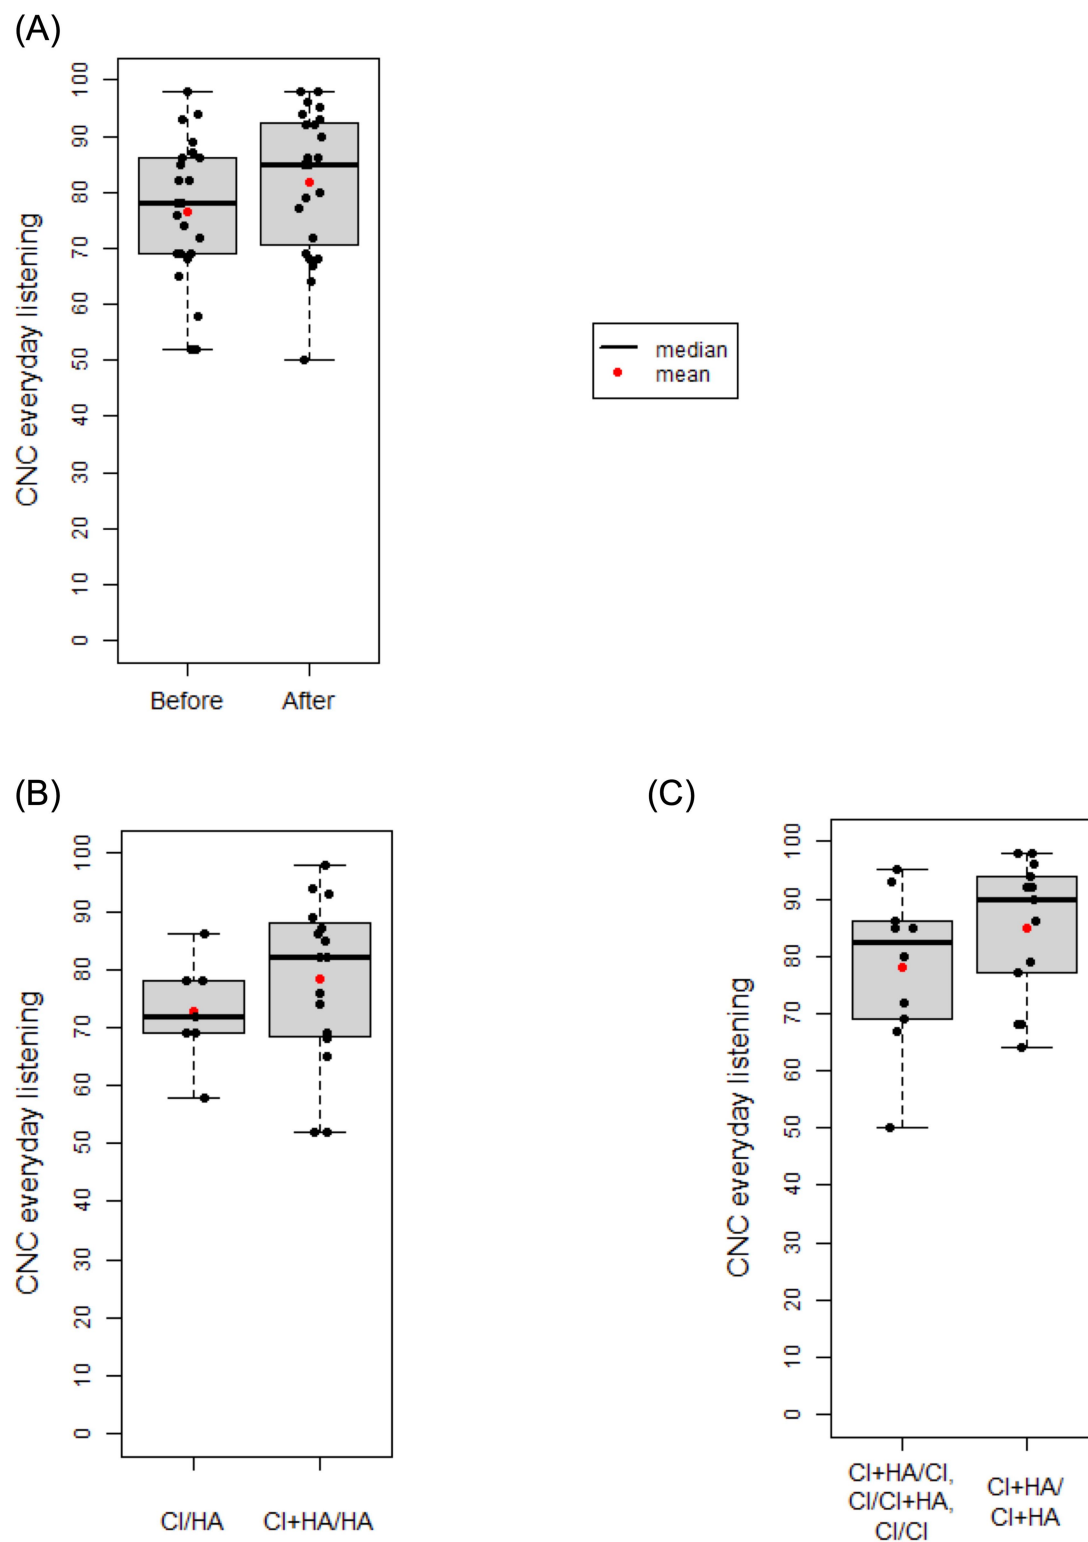 (A)
CNC everyday listening
100
90
80
70
60
50
40
30
20
10
0
Before
After
median
mean
(B)
CNC everyday listening
100
90
80
70
60
50
40
30
20
10
0
CI/HA
CI+HA/HA
(C)
CNC everyday listening
100
90
80
70
60
50
40
30
20
10
0
CI+HA/CI,
CI/CI+HA,
CI/CI
CI+HA/
CI+HA